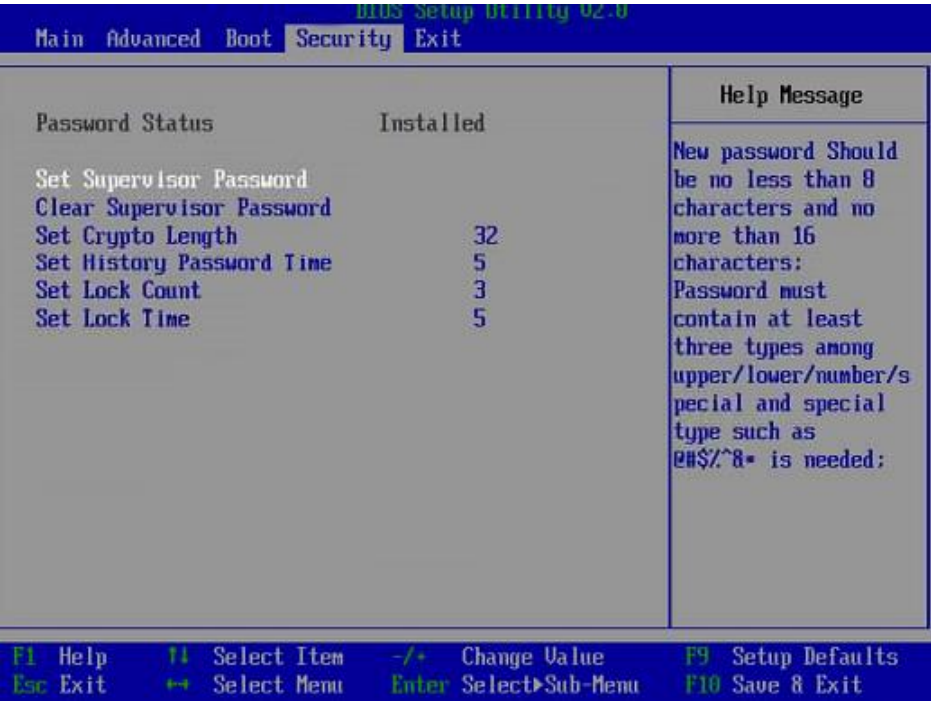 BIOS Setup Utility V2.0
Main Advanced Boot Security Exit
Password Status Installed
Set Supervisor Password
Clear Supervisor Password
Set Crypto Length 32
Set History Password Time 5
Set Lock Count 3
Set Lock Time 5
Help Message
New password Should
be no less than 8
characters and no
more than 16
characters;
Password must
contain at least
three types among
upper/lower/number/s
pecial and special
type such as
@#$%^&* is needed;
F1 Help ↑↓ Select Item -/+ Change Value F9 Setup Defaults
Esc Exit ←→ Select Menu Enter Select▶Sub-Menu F10 Save & Exit